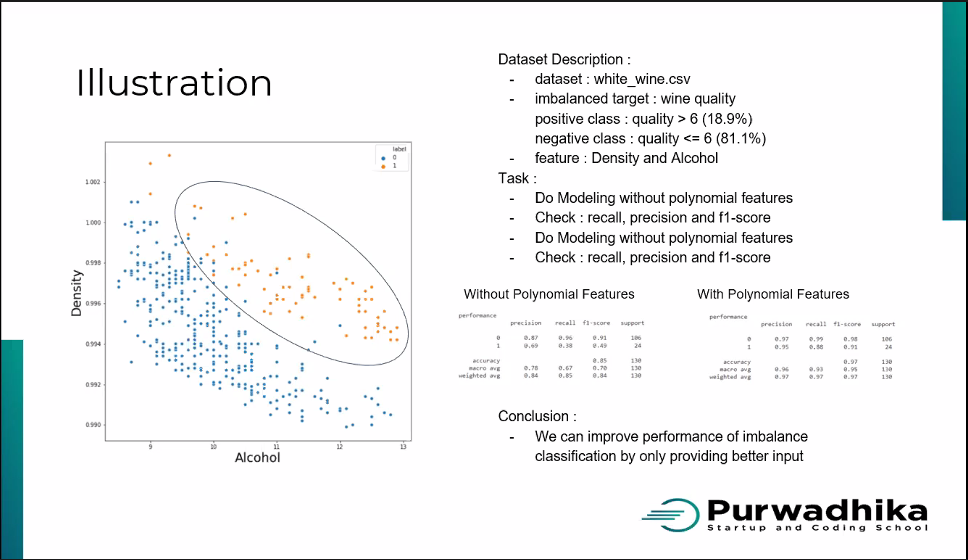 Illustration
label
0
1
1.002
1.000
0.998
0.996
0.994
0.992
0.990
Density
9
10
11
12
13
Alcohol
Dataset Description :
- dataset : white_wine.csv
- imbalanced target : wine quality
positive class : quality > 6 (18.9%)
negative class : quality <= 6 (81.1%)
- feature : Density and Alcohol
Task :
- Do Modeling without polynomial features
- Check : recall, precision and f1-score
- Do Modeling without polynomial features
- Check : recall, precision and f1-score
Without Polynomial Features
performance
precision recall f1-score support
0 0.87 0.96 0.91 106
1 0.69 0.38 0.49 24
accuracy 0.85 130
macro avg 0.78 0.67 0.70 130
weighted avg 0.84 0.85 0.84 130
With Polynomial Features
performance
precision recall f1-score support
0 0.97 0.99 0.98 106
1 0.95 0.88 0.91 24
accuracy 0.97 130
macro avg 0.96 0.93 0.95 130
weighted avg 0.97 0.97 0.97 130
Conclusion :
- We can improve performance of imbalance
classification by only providing better input
Purwadhika
Startup and Coding School